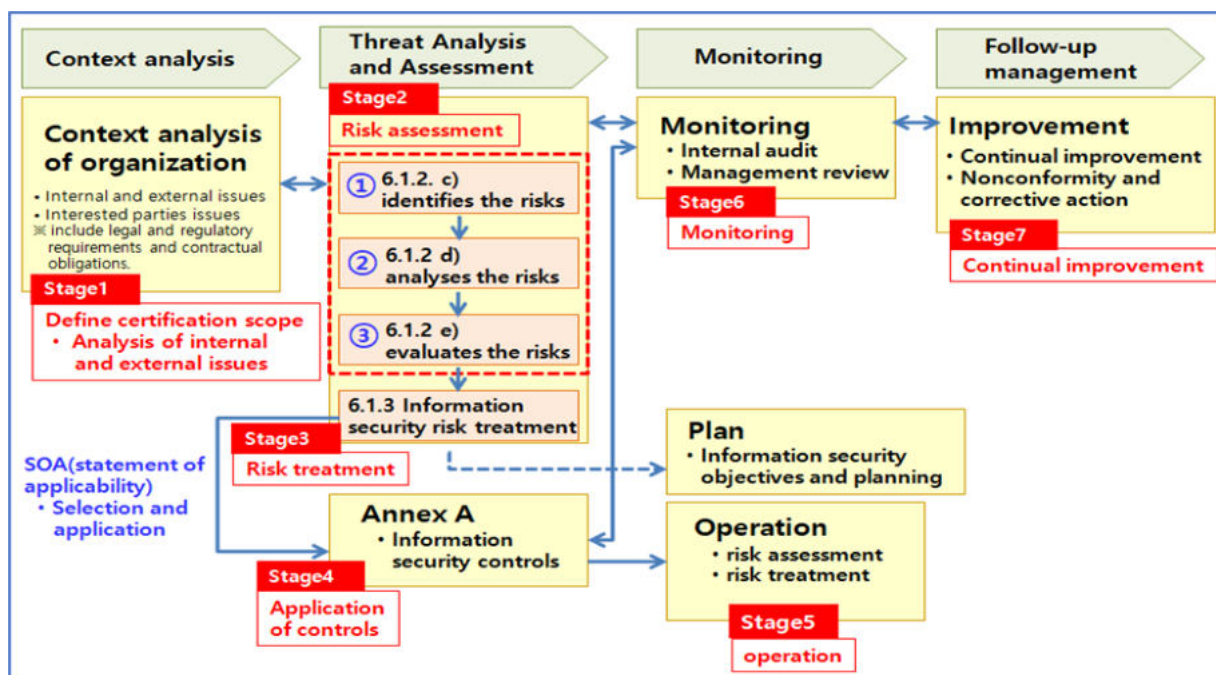 Context analysis
Threat Analysis
and Assessment
Monitoring
Follow-up
management
Context analysis
of organization
• Internal and external issues
• Interested parties issues
※ include legal and regulatory
requirements and contractual
obligations.
Stage1
Define certification scope
• Analysis of internal
and external issues
Stage2
Risk assessment
① 6.1.2. c)
identifies the risks
② 6.1.2 d)
analyses the risks
③ 6.1.2 e)
evaluates the risks
6.1.3 Information
security risk treatment
Stage3
Risk treatment
SOA(statement of
applicability)
• Selection and
application
Annex A
• Information
security controls
Stage4
Application
of controls
Monitoring
• Internal audit
• Management review
Stage6
Monitoring
Improvement
• Continual improvement
• Nonconformity and
corrective action
Stage7
Continual improvement
Plan
• Information security
objectives and planning
Operation
• risk assessment
• risk treatment
Stage5
operation